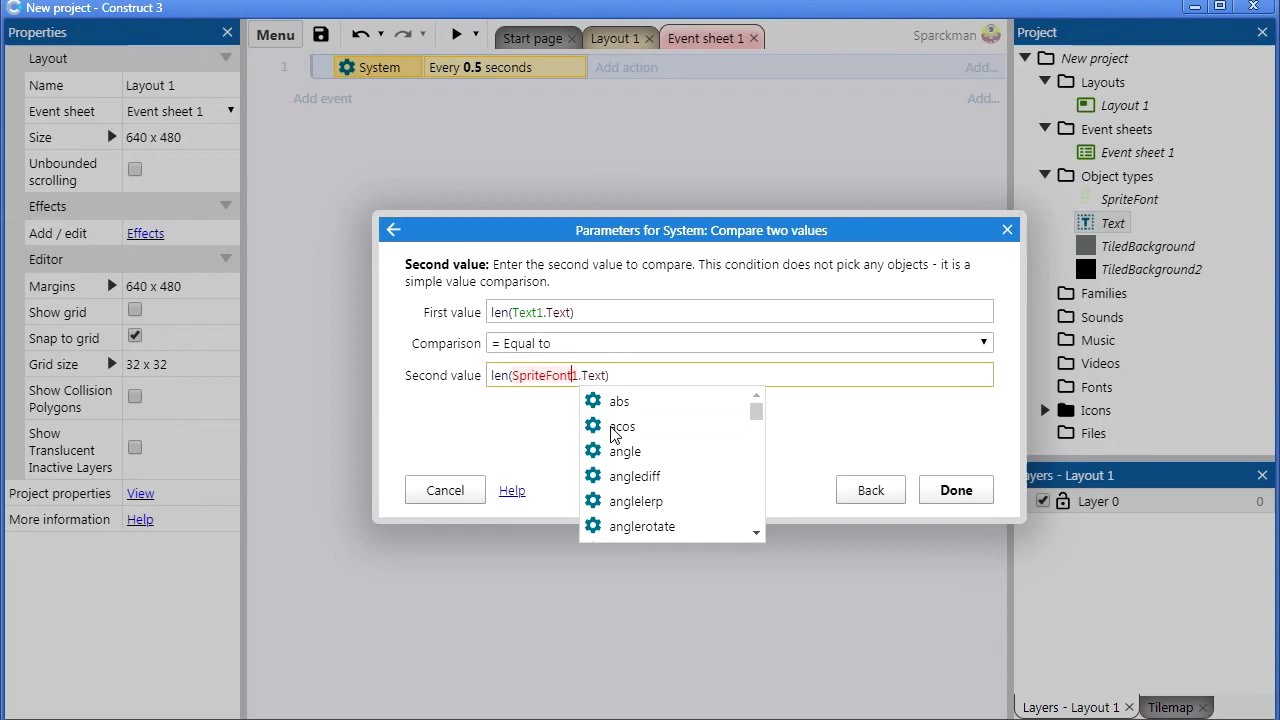 New project - Construct 3
Properties
Layout
Name Layout 1
Event sheet Event sheet 1
Size 640 x 480
Unbounded
scrolling
Effects
Add / edit Effects
Editor
Margins 640 x 480
Show grid
Snap to grid
Grid size 32 x 32
Show Collision
Polygons
Show
Translucent
Inactive Layers
Project properties View
More information Help
Menu
Start page
Layout 1
Event sheet 1
Sparckman
1 System Every 0.5 seconds Add action Add...
Add event Add...
Parameters for System: Compare two values
Second value: Enter the second value to compare. This condition does not pick any objects - it is a
simple value comparison.
First value len(Text1.Text)
Comparison = Equal to
Second value len(SpriteFont1.Text)
abs
acos
angle
anglediff
anglelerp
anglerotate
Cancel Help Back Done
Project
New project
Layouts
Layout 1
Event sheets
Event sheet 1
Object types
SpriteFont
Text
TiledBackground
TiledBackground2
Families
Sounds
Music
Videos
Fonts
Icons
Files
ayers - Layout 1
Layer 0 0
Layers - Layout 1 Tilemap